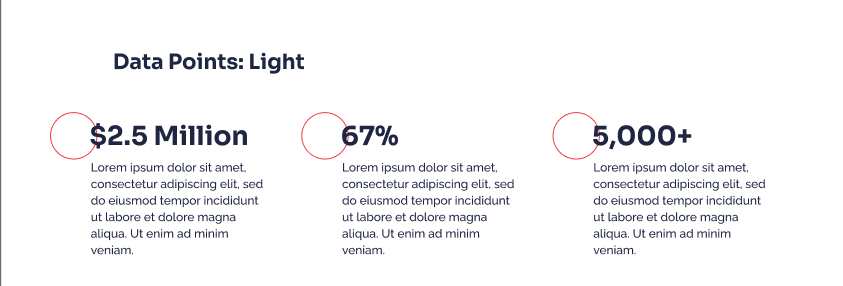 Data Points: Light
$2.5 Million
Lorem ipsum dolor sit amet,
consectetur adipiscing elit, sed
do eiusmod tempor incididunt
ut labore et dolore magna
aliqua. Ut enim ad minim
veniam.
67%
Lorem ipsum dolor sit amet,
consectetur adipiscing elit, sed
do eiusmod tempor incididunt
ut labore et dolore magna
aliqua. Ut enim ad minim
veniam.
5,000+
Lorem ipsum dolor sit amet,
consectetur adipiscing elit, sed
do eiusmod tempor incididunt
ut labore et dolore magna
aliqua. Ut enim ad minim
veniam.